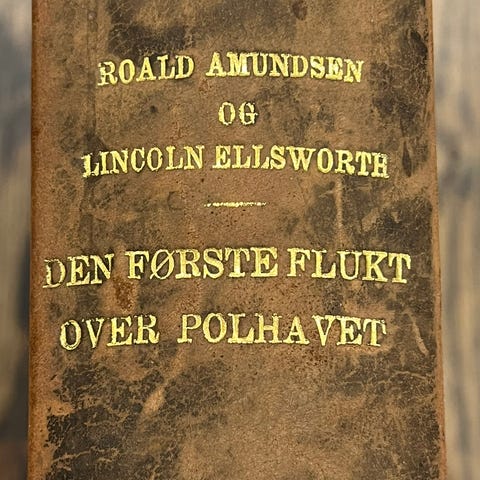 ROALD AMUNDSEN
OG
LINCOLN ELLSWORTH
DEN FØRSTE FLUKT
OVER POLHAVET